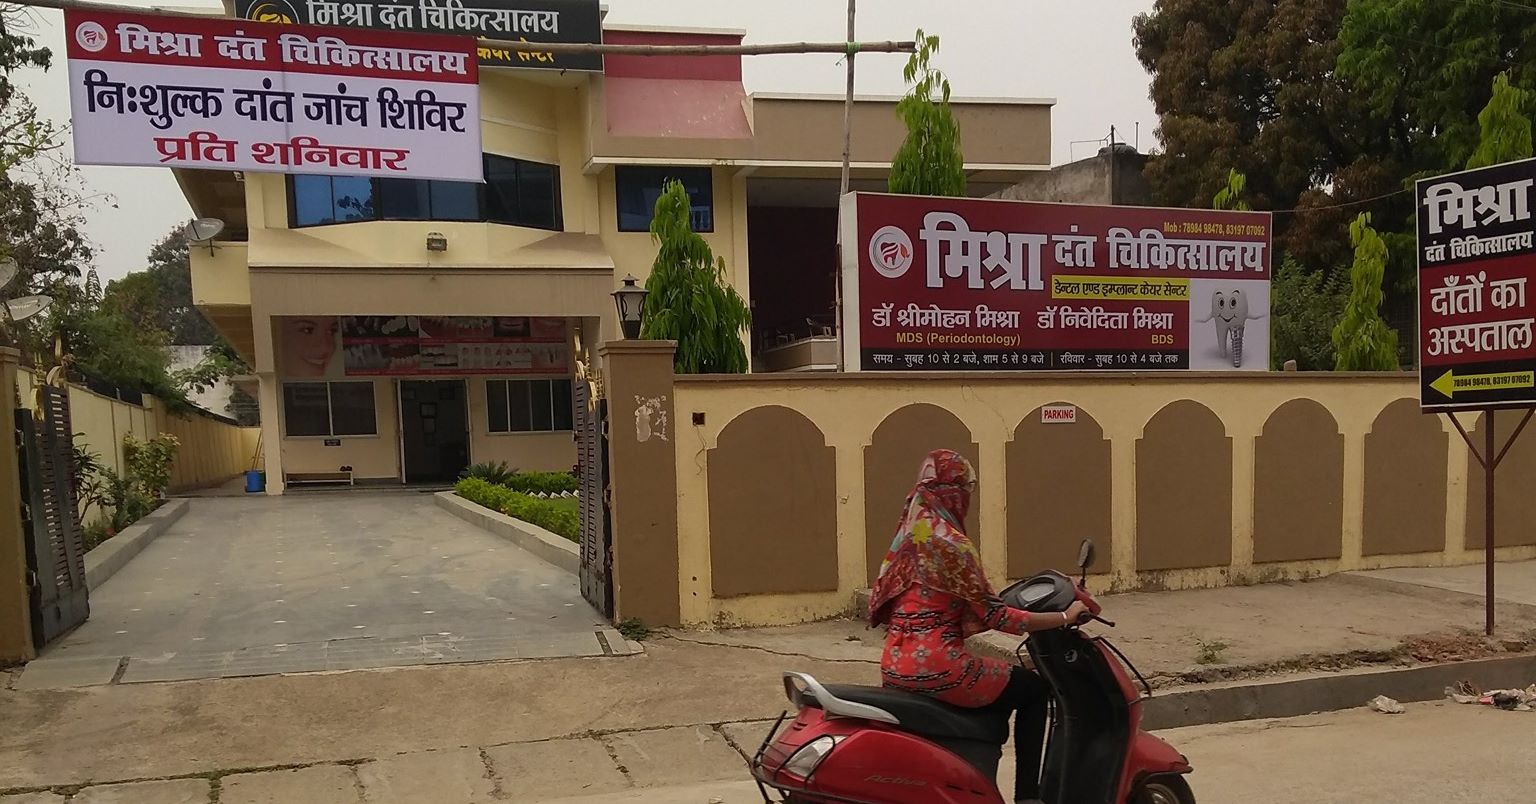 मिश्रा दंत चिकित्सालय
केयर सेन्टर
मिश्रा दंत चिकित्सालय
निःशुल्क दांत जांच शिविर
प्रति शनिवार
Mob : 78984 98478, 83197 07092
मिश्रा दंत चिकित्सालय
डेन्टल एण्ड इम्प्लान्ट केयर सेन्टर
डॉ श्रीमोहन मिश्रा डॉ निवेदिता मिश्रा
MDS (Periodontology) BDS
समय - सुबह 10 से 2 बजे, शाम 5 से 9 बजे | रविवार - सुबह 10 से 4 बजे तक
मिश्रा
दंत चिकित्सालय
दाँतों का
अस्पताल
78984 98478, 83197 07092
PARKING
Activa